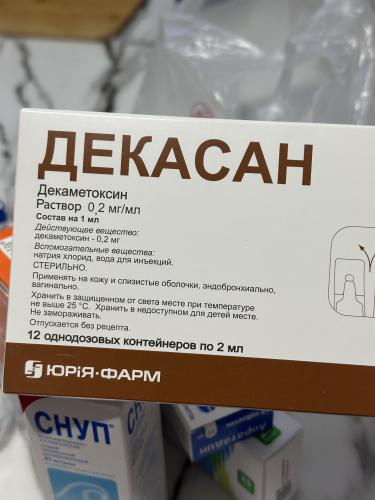 ДЕКАСАН
Декаметоксин
Раствор 0,2 мг/мл
Состав на 1 мл
Действующее вещество:
декаметоксин - 0,2 мг
Вспомогательные вещества:
натрия хлорид, вода для инъекций.
СТЕРИЛЬНО.
Применять на кожу и слизистые оболочки, эндобронхиально,
вагинально.
Хранить в защищенном от света месте при температуре
не выше 25 °C. Хранить в недоступном для детей месте.
Не замораживать.
Отпускается без рецепта.
12 однодозовых контейнеров по 2 мл
ЮРіЯ·ФАРМ
СНУП
Лоратадин